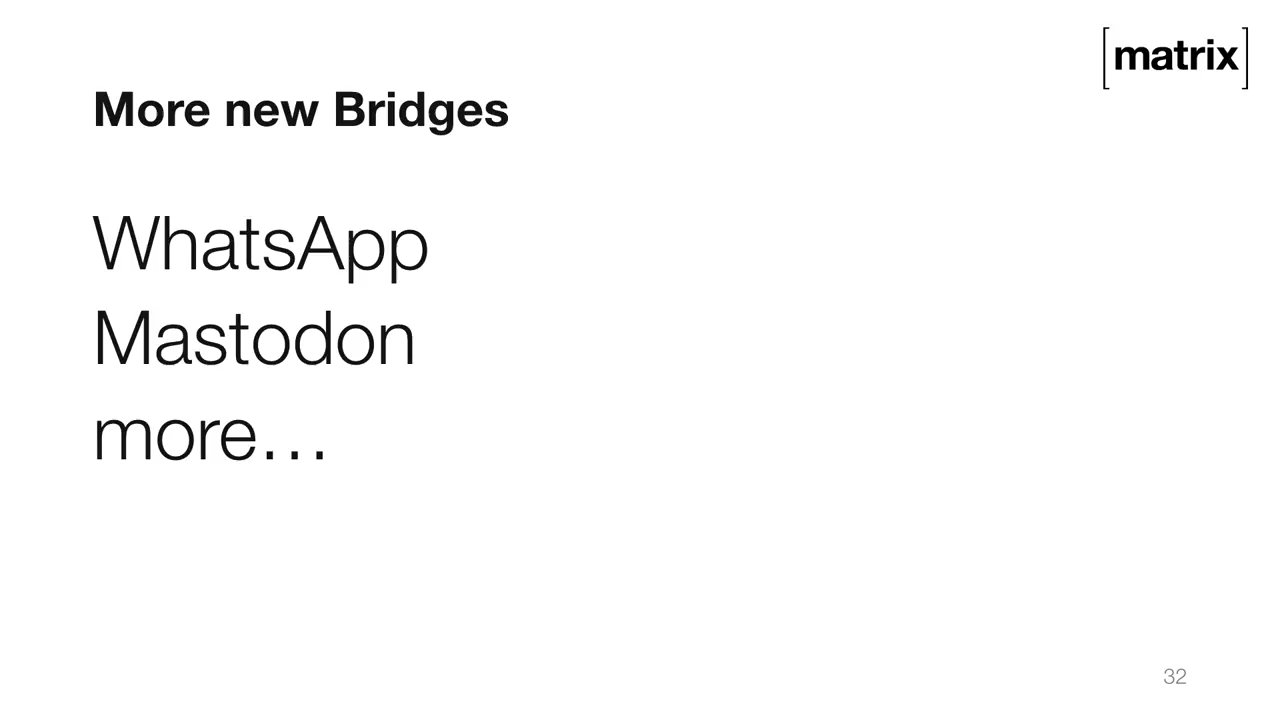 [matrix]
More new Bridges
WhatsApp
Mastodon
more…
32